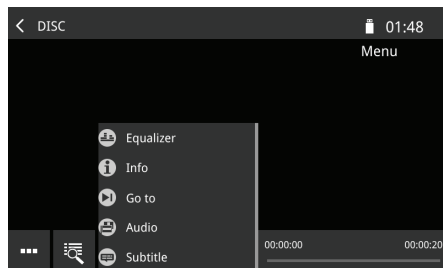 DISC
01:48
Menu
Equalizer
Info
Go to
Audio
Subtitle
00:00:00 00:00:20